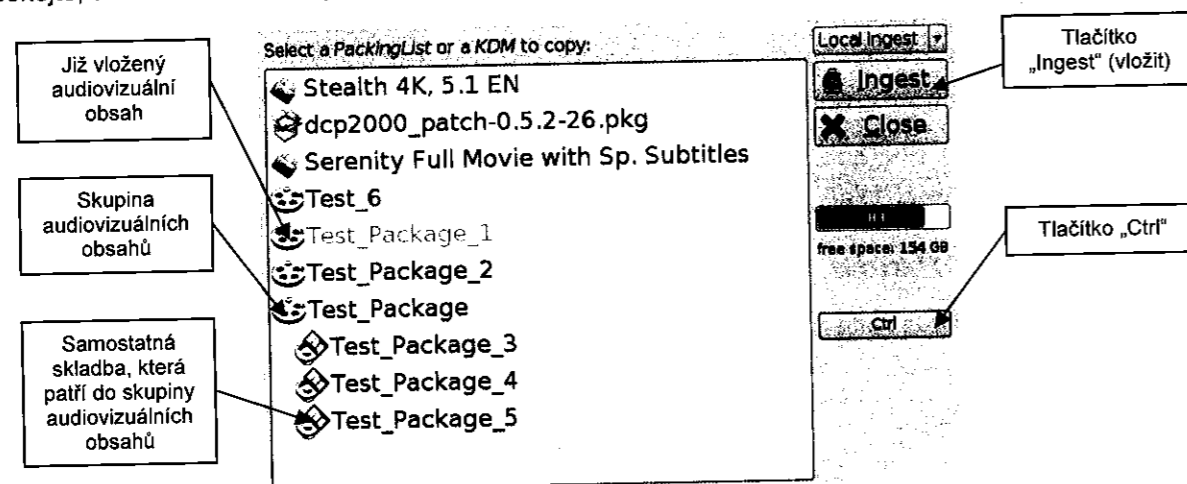 Select a PackingList or a KDM to copy:
Local Ingest
Tlačítko
„Ingest“ (vložit)
Již vložený
audiovizuální
obsah
Stealth 4K, 5.1 EN
Ingest
dcp2000_patch-0.5.2-26.pkg
Close
Serenity Full Movie with Sp. Subtitles
Skupina
audiovizuálních
obsahů
Test_6
Test_Package_1
free space: 154 GB
Tlačítko „Ctrl“
Test_Package_2
Test_Package
Ctrl
Samostatná
skladba, která
patří do skupiny
audiovizuálních
obsahů
Test_Package_3
Test_Package_4
Test_Package_5